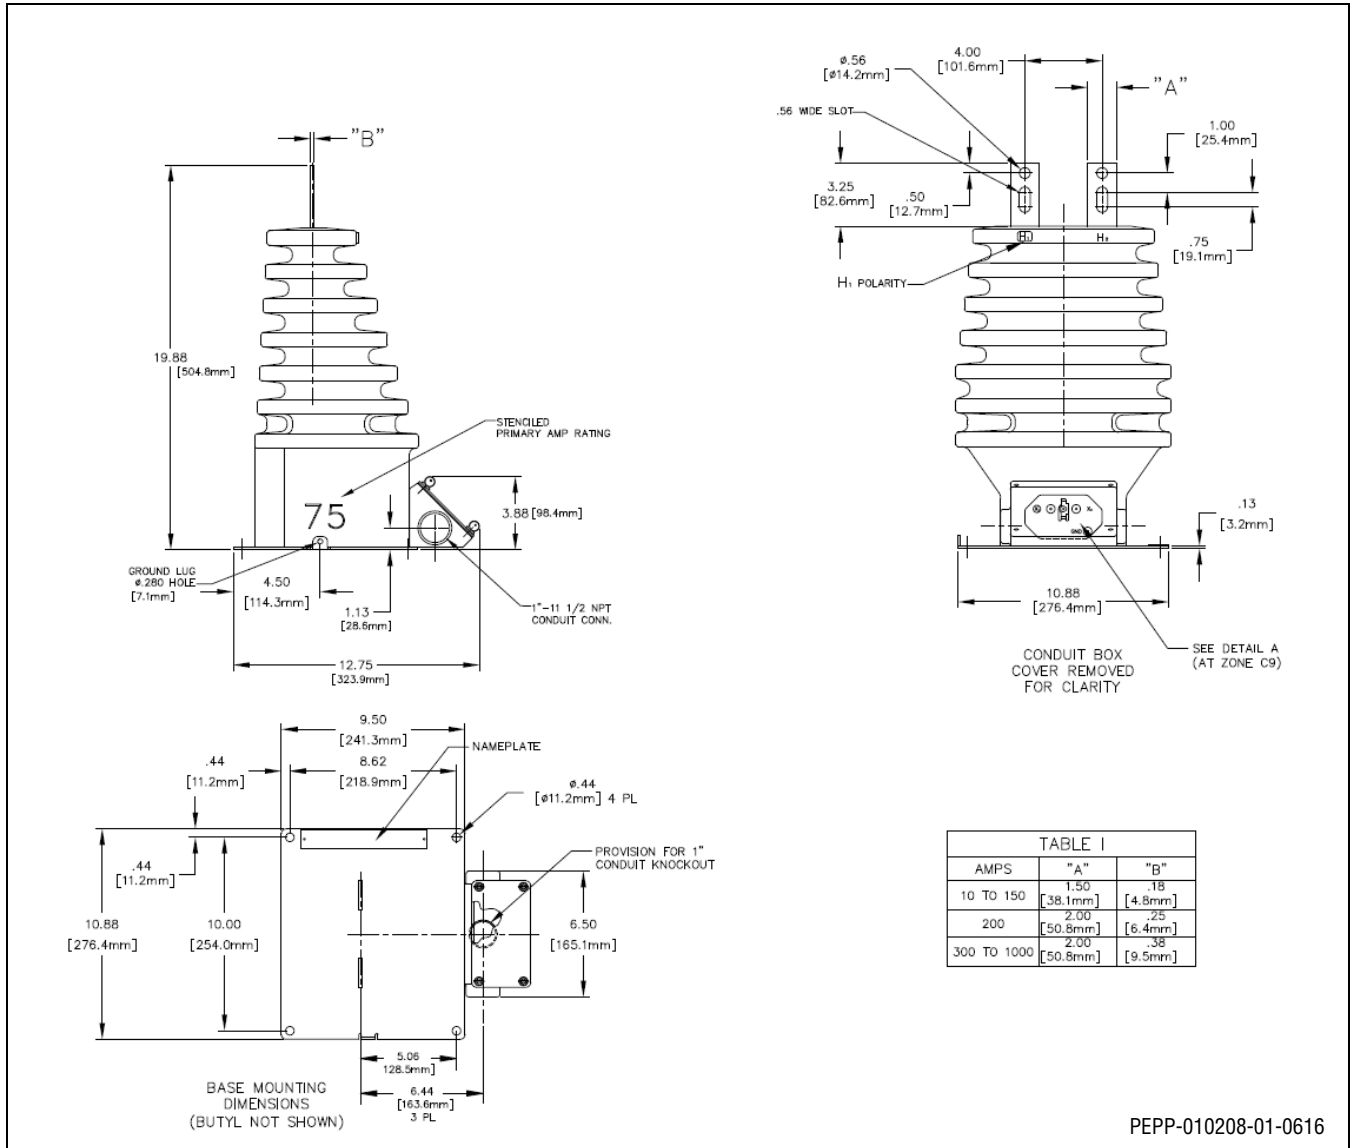 "B"
19.88
[504.8mm]
STENCILED
PRIMARY AMP RATING
75
3.88 [98.4mm]
GROUND LUG
ø.280 HOLE
[7.1mm]
4.50
[114.3mm]
1.13
[28.6mm]
1"-11 1/2 NPT
CONDUIT CONN.
12.75
[323.9mm]
ø.56
[ø14.2mm]
4.00
[101.6mm]
"A"
.56 WIDE SLOT
1.00
[25.4mm]
3.25
[82.6mm]
.50
[12.7mm]
.75
[19.1mm]
H₁
H₂
H₁ POLARITY
GND
.13
[3.2mm]
10.88
[276.4mm]
SEE DETAIL A
(AT ZONE C9)
CONDUIT BOX
COVER REMOVED
FOR CLARITY
9.50
[241.3mm]
NAMEPLATE
.44
[11.2mm]
8.62
[218.9mm]
ø.44
[ø11.2mm] 4 PL
PROVISION FOR 1"
CONDUIT KNOCKOUT
.44
[11.2mm]
10.88
[276.4mm]
10.00
[254.0mm]
6.50
[165.1mm]
5.06
128.5mm]
6.44
[163.6mm]
3 PL
BASE MOUNTING
DIMENSIONS
(BUTYL NOT SHOWN)
TABLE I
AMPS "A" "B"
10 TO 150 1.50 [38.1mm] .18 [4.8mm]
200 2.00 [50.8mm] .25 [6.4mm]
300 TO 1000 2.00 [50.8mm] .38 [9.5mm]
PEPP-010208-01-0616